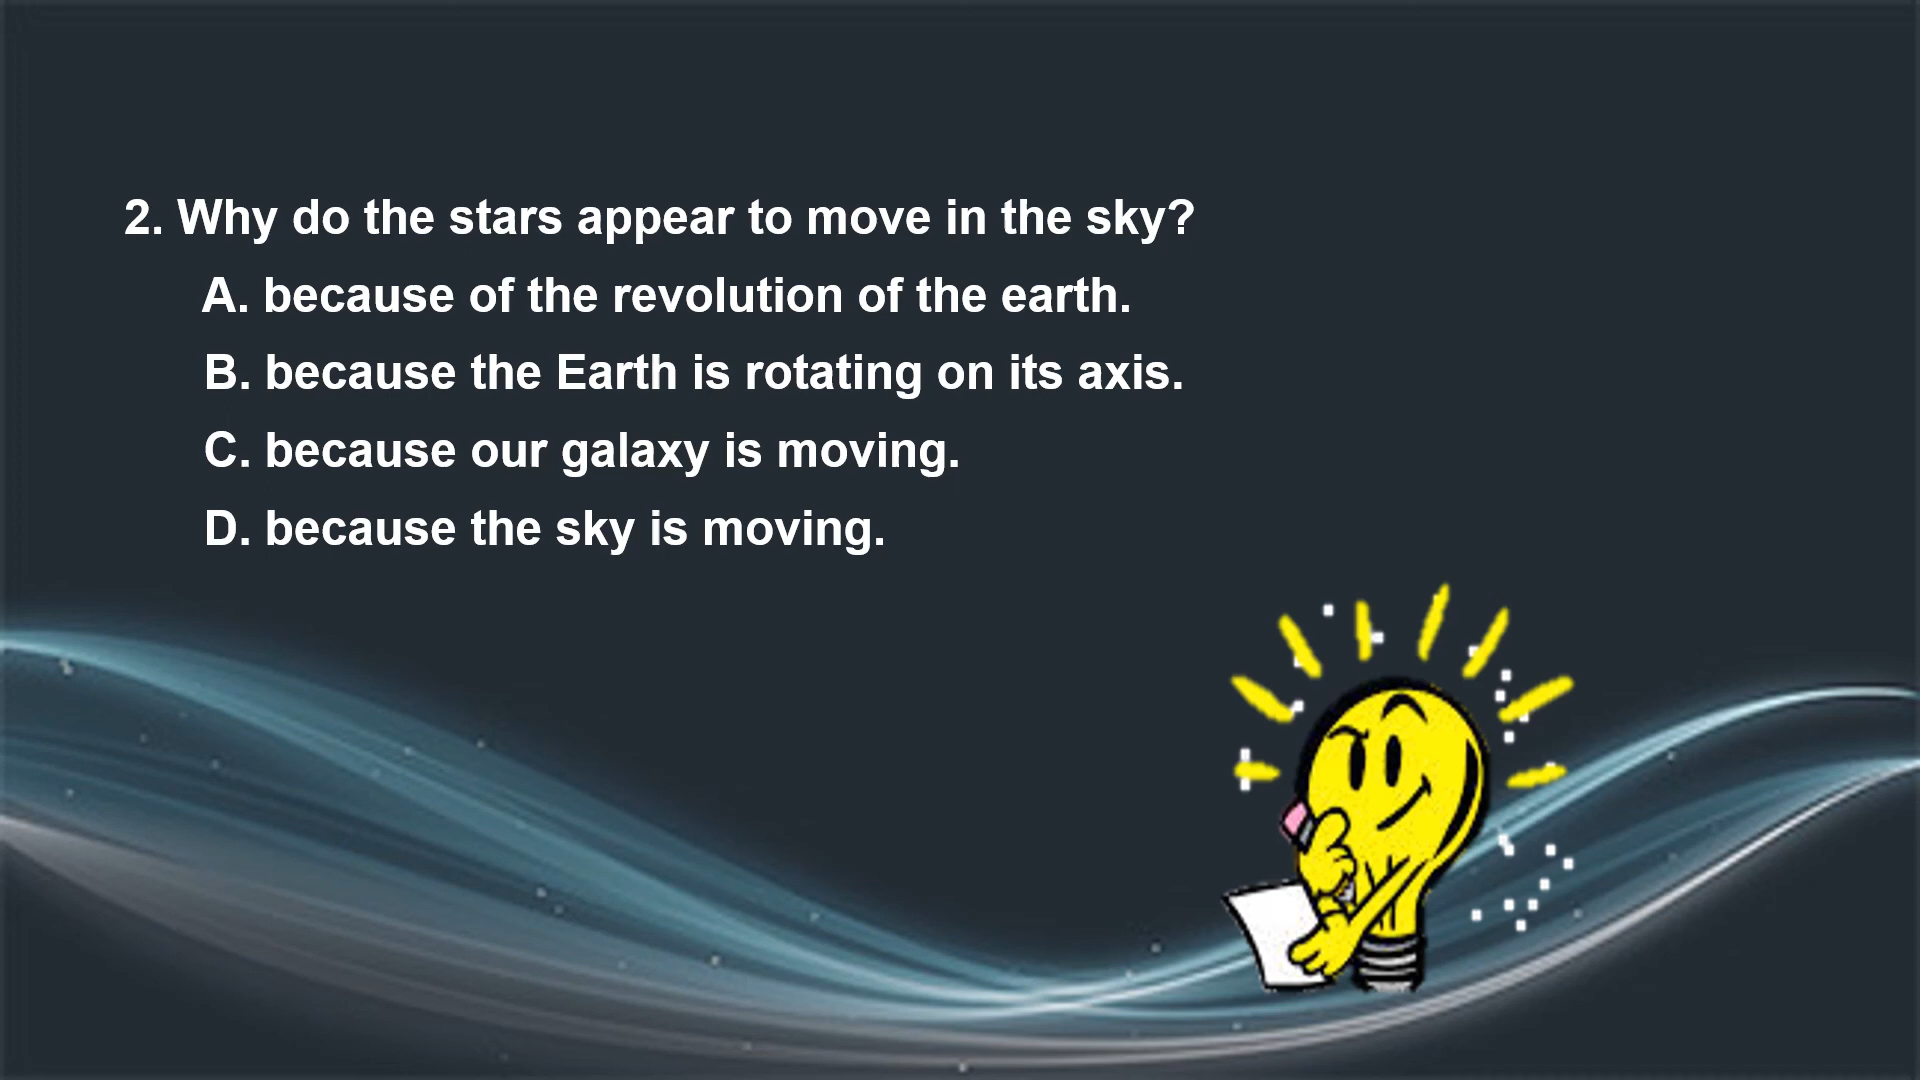 2. Why do the stars appear to move in the sky?
A. because of the revolution of the earth.
B. because the Earth is rotating on its axis.
C. because our galaxy is moving.
D. because the sky is moving.